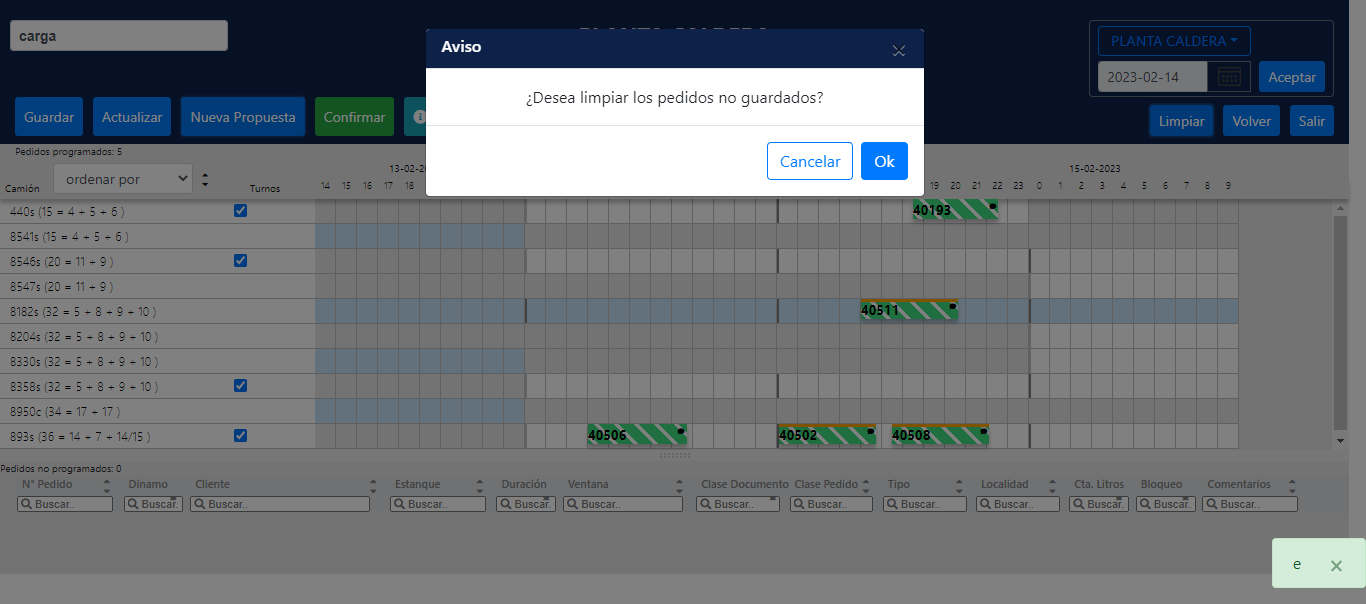 carga
Aviso
PLANTA CALDERA
¿Desea limpiar los pedidos no guardados?
Cancelar
Ok
PLANTA CALDERA
2023-02-14
Aceptar
Guardar
Actualizar
Nueva Propuesta
Confirmar
Limpiar
Volver
Salir
Pedidos programados: 5
Camión
ordenar por
Turnos
13-02-20
15-02-2023
14 15 16 17 18
19 20 21 22 23 0 1 2 3 4 5 6 7 8 9
440s (15 = 4 + 5 + 6 )
40193
8541s (15 = 4 + 5 + 6 )
8546s (20 = 11 + 9 )
8547s (20 = 11 + 9 )
8182s (32 = 5 + 8 + 9 + 10 )
40511
8204s (32 = 5 + 8 + 9 + 10 )
8330s (32 = 5 + 8 + 9 + 10 )
8358s (32 = 5 + 8 + 9 + 10 )
8950c (34 = 17 + 17 )
893s (36 = 14 + 7 + 14/15 )
40506 40502 40508
Pedidos no programados: 0
N° Pedido Dinamo Cliente Estanque Duración Ventana Clase Documento Clase Pedido Tipo Localidad Cta. Litros Bloqueo Comentarios
Buscar.. Buscar. Buscar.. Buscar.. Buscar.. Buscar.. Buscar.. Buscar.. Buscar.. Buscar.. Buscar. Buscar. Buscar..
e